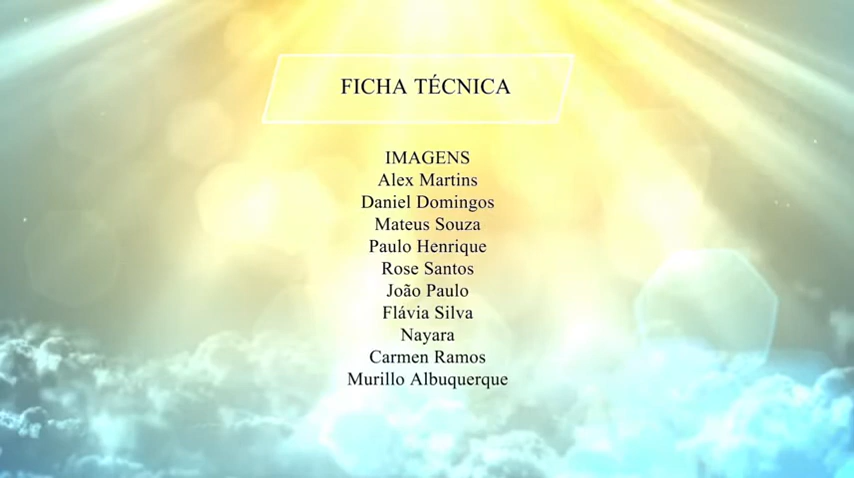 FICHA TÉCNICA
IMAGENS
Alex Martins
Daniel Domingos
Mateus Souza
Paulo Henrique
Rose Santos
João Paulo
Flávia Silva
Nayara
Carmen Ramos
Murillo Albuquerque